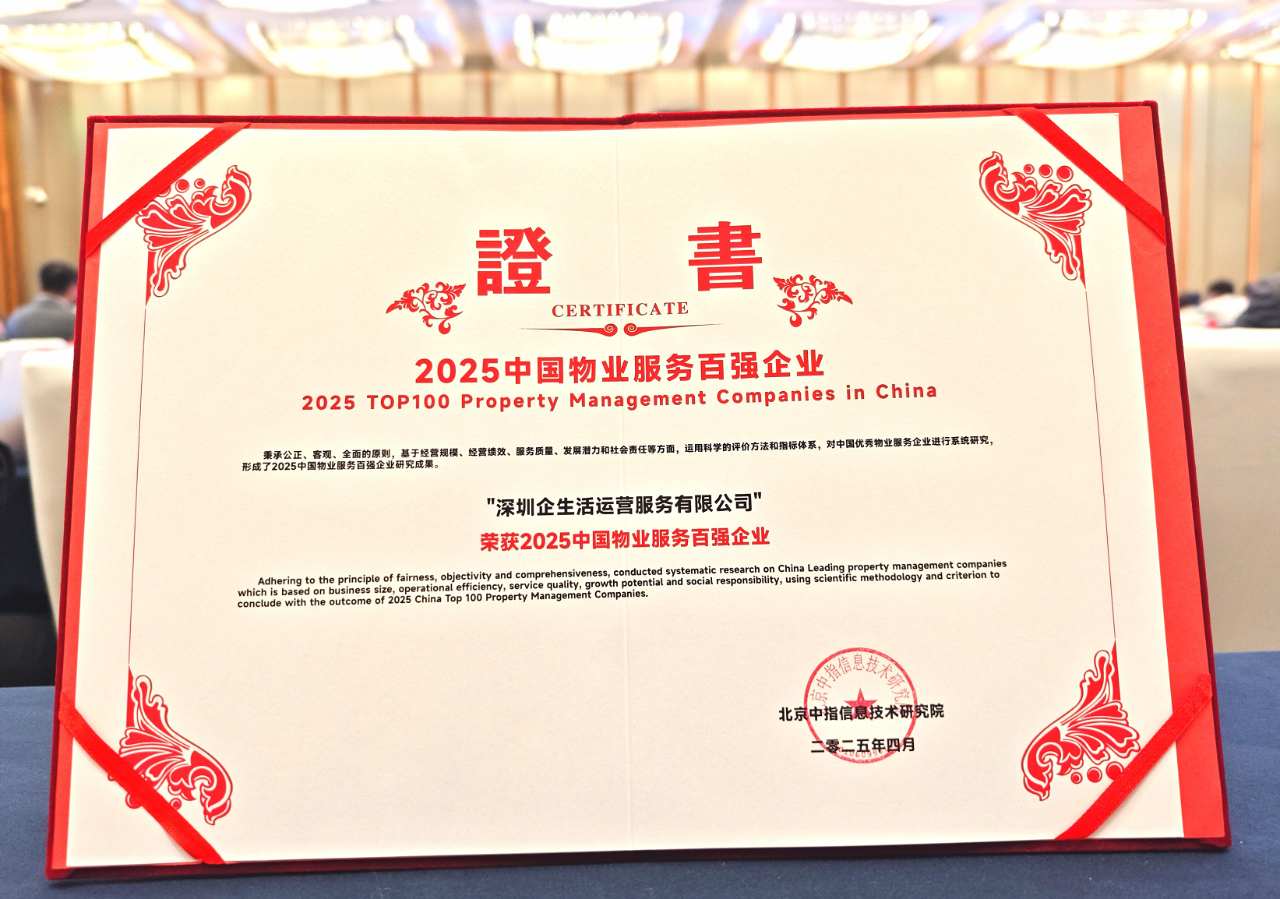 證 書
CERTIFICATE
2025中国物业服务百强企业
2025 TOP100 Property Management Companies in China
秉承公正、客观、全面的原则，基于经营规模、经营绩效、服务质量、发展潜力和社会责任等方面，运用科学的评价方法和指标体系，对中国优秀物业服务企业进行系统研究，
形成了2025中国物业服务百强企业研究成果。
"深圳企生活运营服务有限公司"
荣获2025中国物业服务百强企业
Adhering to the principle of fairness, objectivity and comprehensiveness, conducted systematic research on China Leading property management companies
which is based on business size, operational efficiency, service quality, growth potential and social responsibility, using scientific methodology and criterion to
conclude with the outcome of 2025 China Top 100 Property Management Companies.
京中指信息技术研究
北京中指信息技术研究院
二零二五年四月